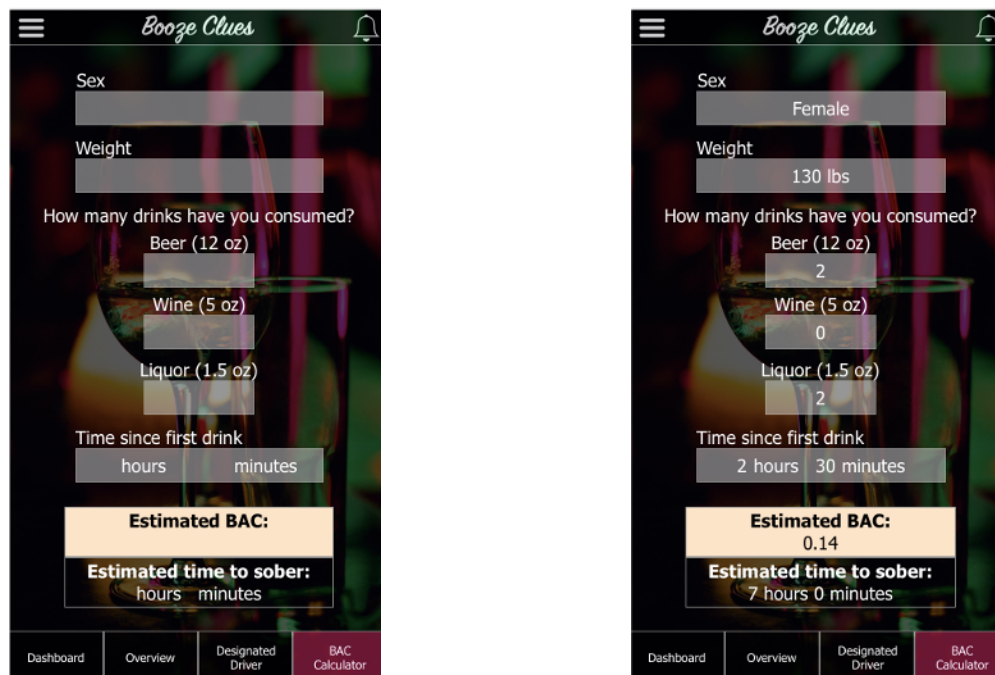 Booze Clues
Sex
Weight
How many drinks have you consumed?
Beer (12 oz)
Wine (5 oz)
Liquor (1.5 oz)
Time since first drink
hours minutes
Estimated BAC:
Estimated time to sober:
hours minutes
Dashboard
Overview
Designated
Driver
BAC
Calculator
Booze Clues
Sex
Female
Weight
130 lbs
How many drinks have you consumed?
Beer (12 oz)
2
Wine (5 oz)
0
Liquor (1.5 oz)
2
Time since first drink
2 hours 30 minutes
Estimated BAC:
0.14
Estimated time to sober:
7 hours 0 minutes
Dashboard
Overview
Designated
Driver
BAC
Calculator